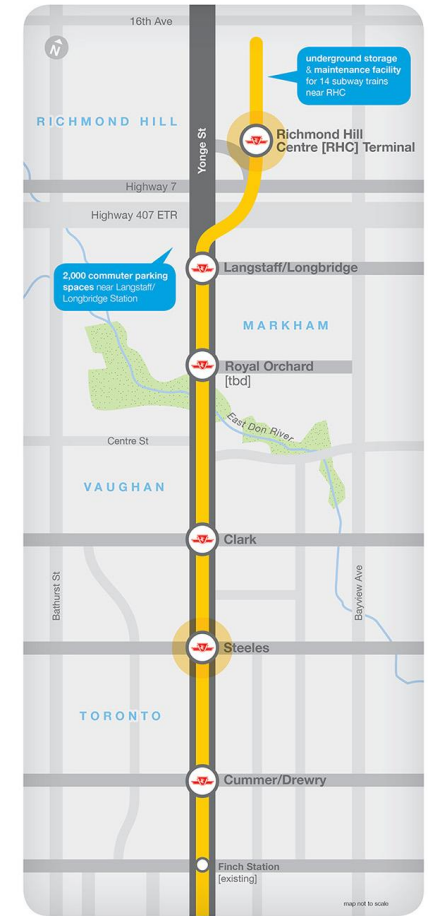 16th Ave
N
underground storage
& maintenance facility
for 14 subway trains
near RHC
RICHMOND HILL
Yonge St
Richmond Hill
Centre [RHC] Terminal
Highway 7
Highway 407 ETR
2,000 commuter parking
spaces near Langstaff/
Longbridge Station
Langstaff/Longbridge
MARKHAM
Royal Orchard
[tbd]
East Don River
Centre St
VAUGHAN
Clark
Bathurst St
Bayview Ave
Steeles
TORONTO
Cummer/Drewry
Finch Station
[existing]
map not to scale